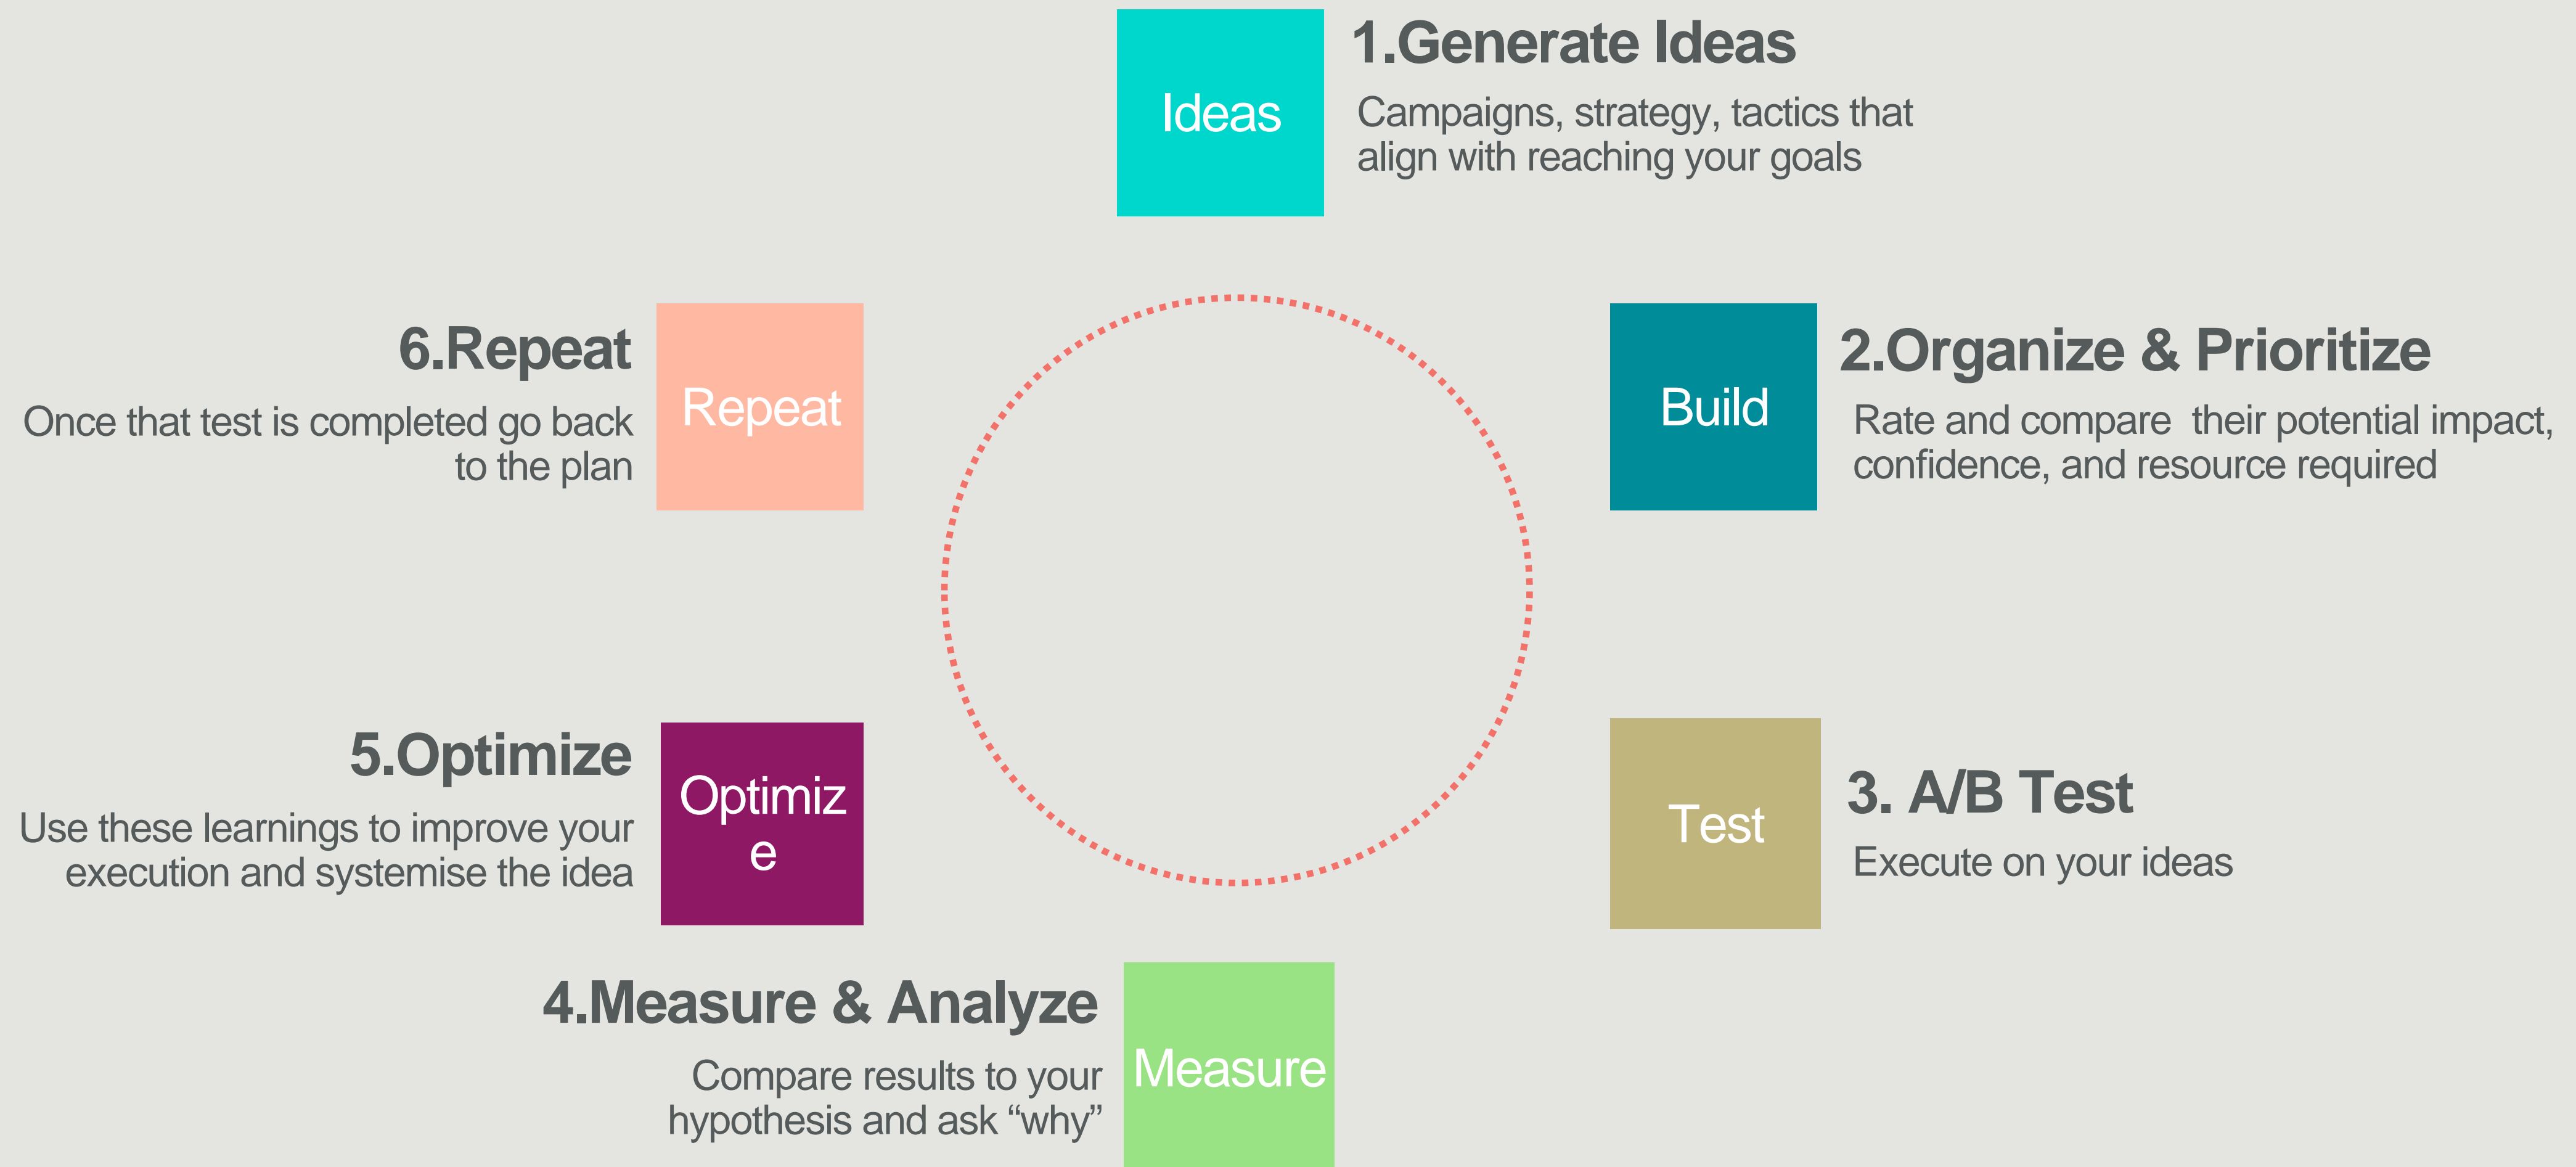 Ideas
1.Generate Ideas
Campaigns, strategy, tactics that
align with reaching your goals
Build
2.Organize & Prioritize
Rate and compare  their potential impact,
confidence, and resource required
Test
3. A/B Test
Execute on your ideas
4.Measure & Analyze
Compare results to your
hypothesis and ask “why”
Measure
5.Optimize
Use these learnings to improve your
execution and systemise the idea
Optimiz
e
6.Repeat
Once that test is completed go back
to the plan
Repeat